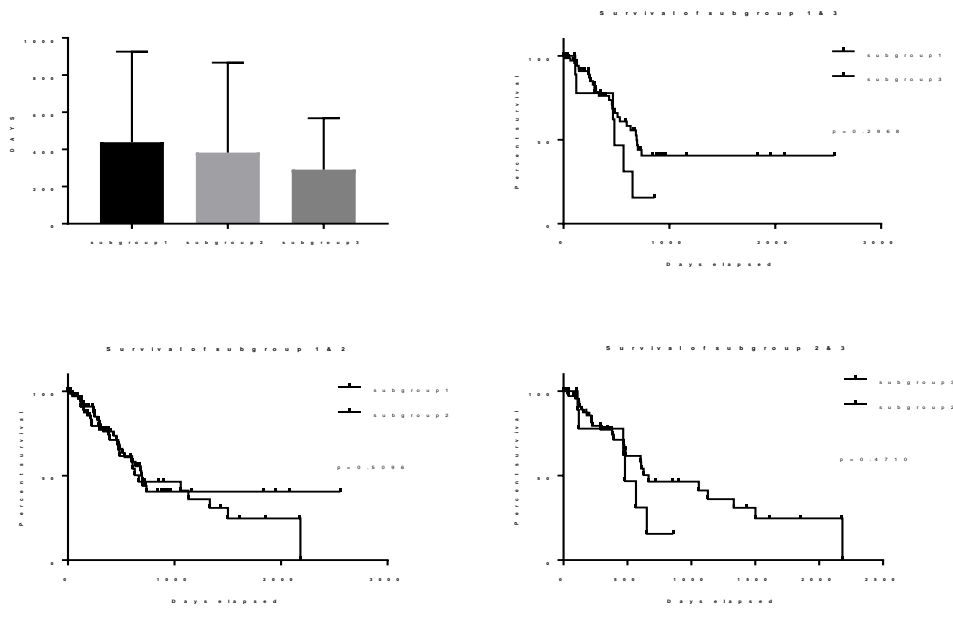 Survival of subgroup 1 & 3
1000
800
600
400
200
0
DAYS
subgroup1 subgroup2 subgroup3
100
50
0
Percent survival
0 1000 2000 3000
Days elapsed
subgroup1
subgroup3
p=0.2968
Survival of subgroup 1 & 2
100
50
0
Percent survival
0 1000 2000 3000
Days elapsed
subgroup1
subgroup2
Survival of subgroup 2 & 3
100
50
0
Percent survival
0 500 1000 1500 2000 2500
Days elapsed
p=0.4710